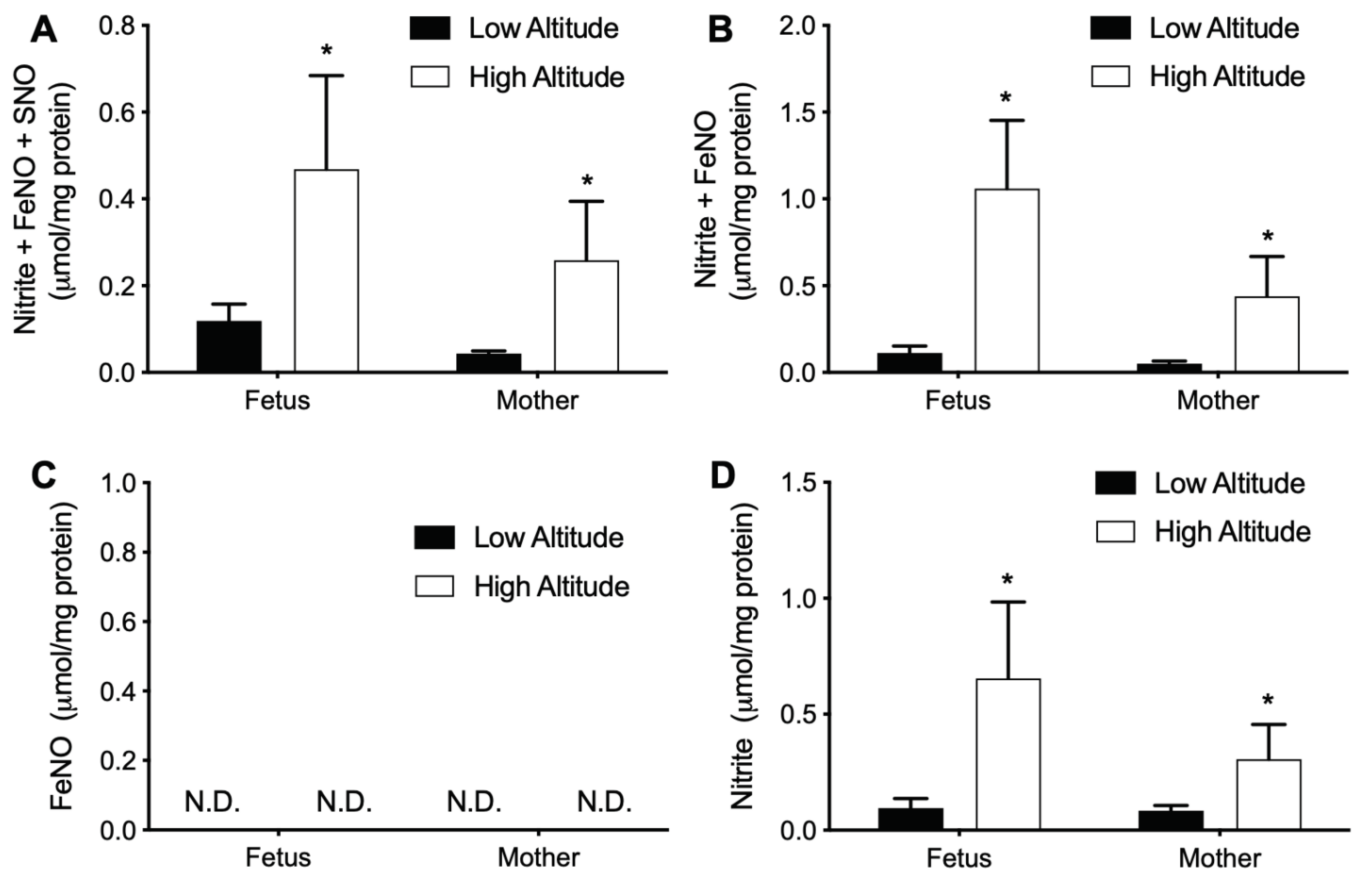 A
Nitrite + FeNO + SNO
(μmol/mg protein)
0.8
0.6
0.4
0.2
0.0
Low Altitude
High Altitude
*
*
Fetus
Mother
B
Nitrite + FeNO
(μmol/mg protein)
2.0
1.5
1.0
0.5
0.0
Low Altitude
High Altitude
*
*
Fetus
Mother
C
FeNO (μmol/mg protein)
1.0
0.8
0.6
0.4
0.2
0.0
Low Altitude
High Altitude
N.D.
N.D.
N.D.
N.D.
Fetus
Mother
D
Nitrite (μmol/mg protein)
1.5
1.0
0.5
0.0
Low Altitude
High Altitude
*
*
Fetus
Mother